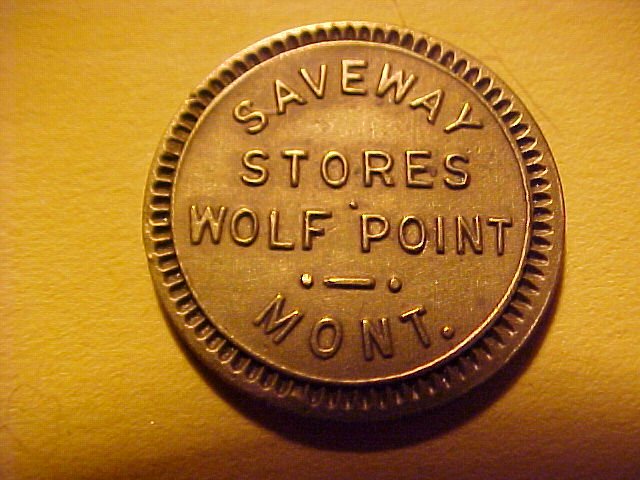 SAVEWAY
STORES
WOLF POINT
MONT.